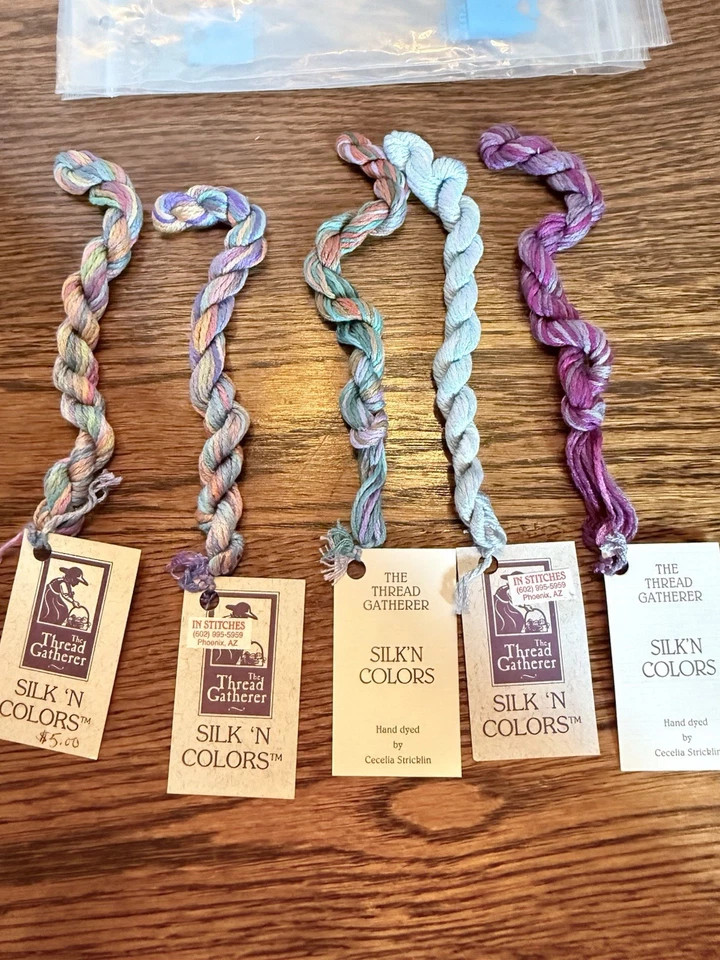 The
Thread
Gatherer
SILK 'N
COLORS™
$5.00
IN STITCHES
(602) 995-5959
Phoenix, AZ
The
Thread
Gatherer
SILK 'N
COLORS™
THE
THREAD
GATHERER
SILK'N
COLORS
Hand dyed
by
Cecelia Stricklin
IN STITCHES
(602) 995-5959
Phoenix, AZ
The
Thread
Gatherer
SILK 'N
COLORS™
THE
THREAD
GATHERER
SILK'N
COLORS
Hand dyed
by
Cecelia Stricklin